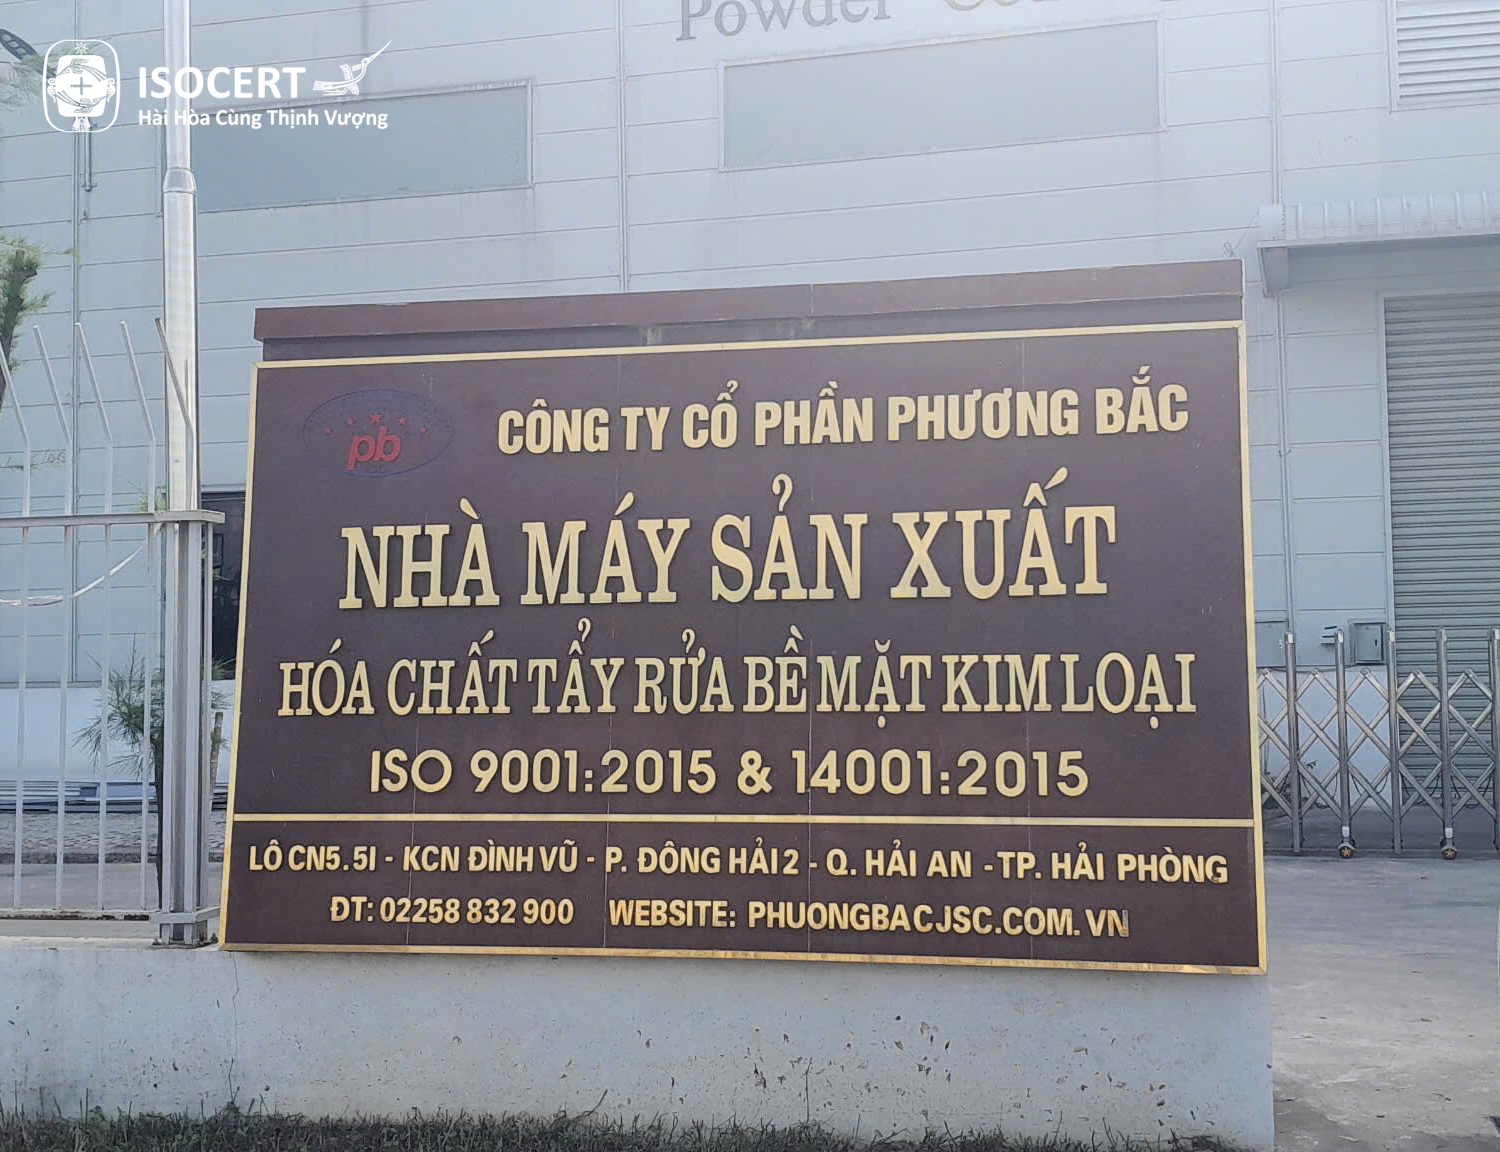 Powder
ISOCERT
Hài Hòa Cùng Thịnh Vượng
pb
CÔNG TY CỔ PHẦN PHƯƠNG BẮC
NHÀ MÁY SẢN XUẤT
HÓA CHẤT TẨY RỬA BỀ MẶT KIM LOẠI
ISO 9001:2015 & 14001:2015
LÔ CN5.5I - KCN ĐÌNH VŨ - P. ĐÔNG HẢI 2 - Q. HẢI AN - TP. HẢI PHÒNG
ĐT: 02258 832 900 WEBSITE: PHUONGBACJSC.COM.VN